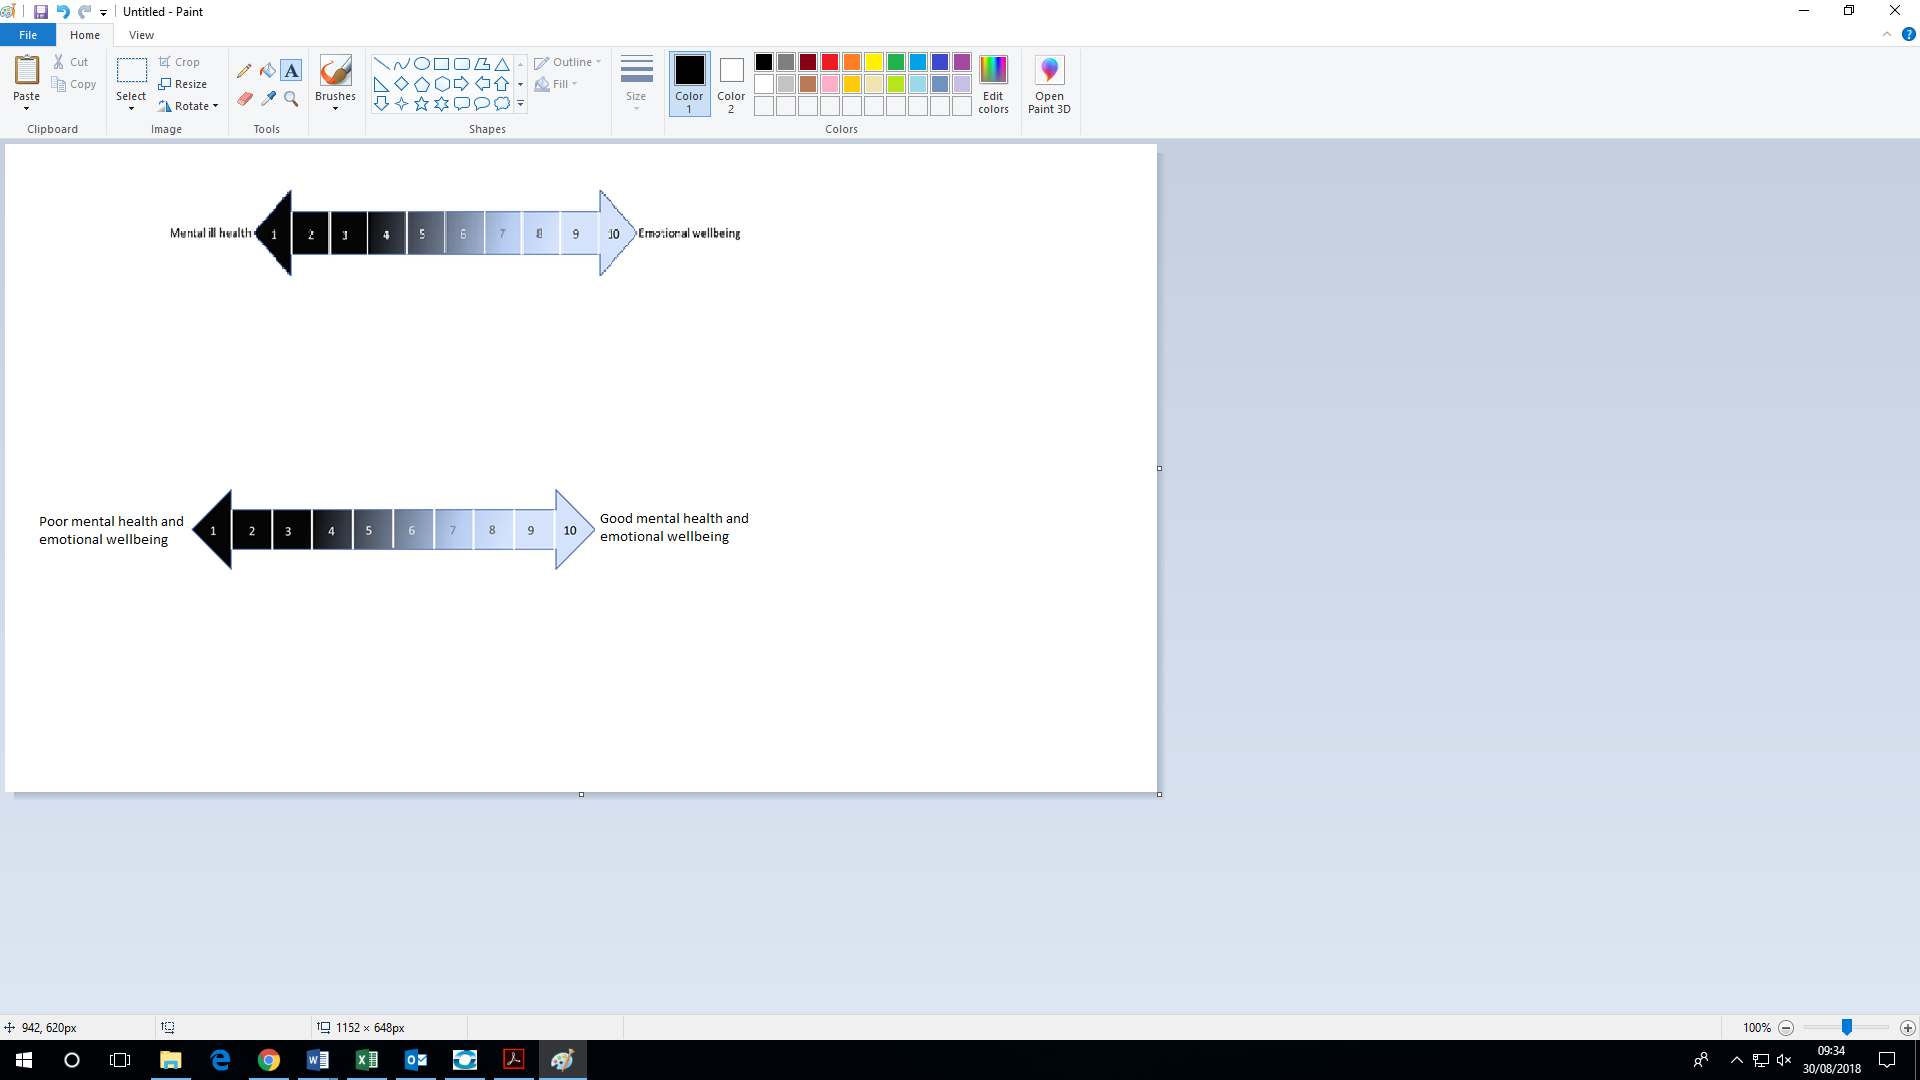 Untitled - Paint
File Home View
Cut
Paste Copy
Clipboard
Select
Crop
Resize
Rotate
Image
A
Tools
Brushes
Shapes
Outline
Fill
Size
Color 1
Color 2
Colors
Edit colors
Open Paint 3D
Mental ill health 1 2 3 4 5 6 7 8 9 10 Emotional wellbeing
Poor mental health and
emotional wellbeing
1 2 3 4 5 6 7 8 9 10
Good mental health and
emotional wellbeing
942, 620px
1152 × 648px
100%
09:34
30/08/2018